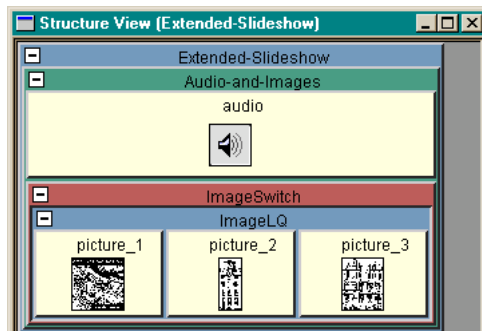 Structure View (Extended-Slideshow)
Extended-Slideshow
Audio-and-Images
audio
ImageSwitch
ImageLQ
picture_1 picture_2 picture_3